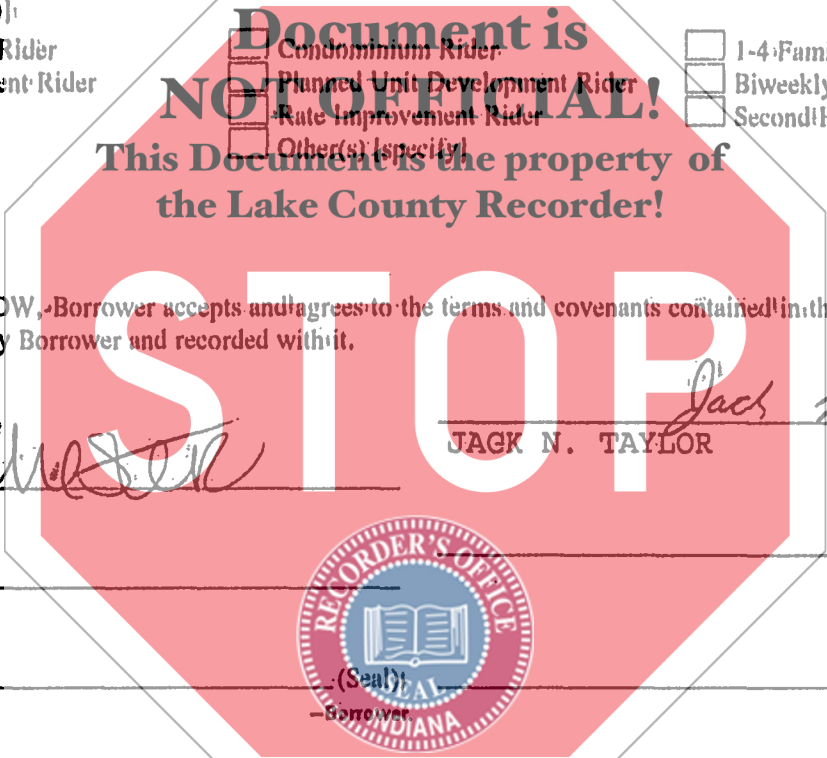 Document is
Rider
Condominium Rider
1-4 Fam
ent Rider
Planned Unit Development Rider
Biweekly
NOT OFFICIAL!
Rate Improvement Rider
Second
Other(s) [specify]
This Document is the property of
the Lake County Recorder!
OW, Borrower accepts and agrees to the terms and covenants contained in th
y Borrower and recorded with it.
STOP
Jack
JACK N. TAYLOR
RECORDER'S OFFICE
(Seal)
SEAL
-Borrower
INDIANA